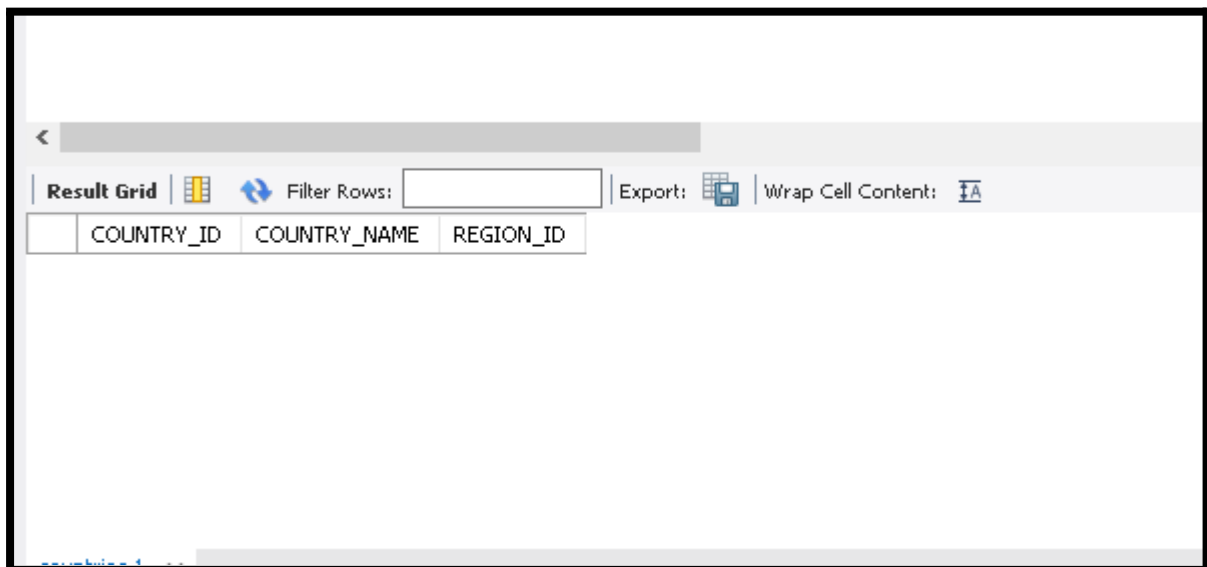 Result Grid Filter Rows: Export: Wrap Cell Content: A
COUNTRY_ID COUNTRY_NAME REGION_ID